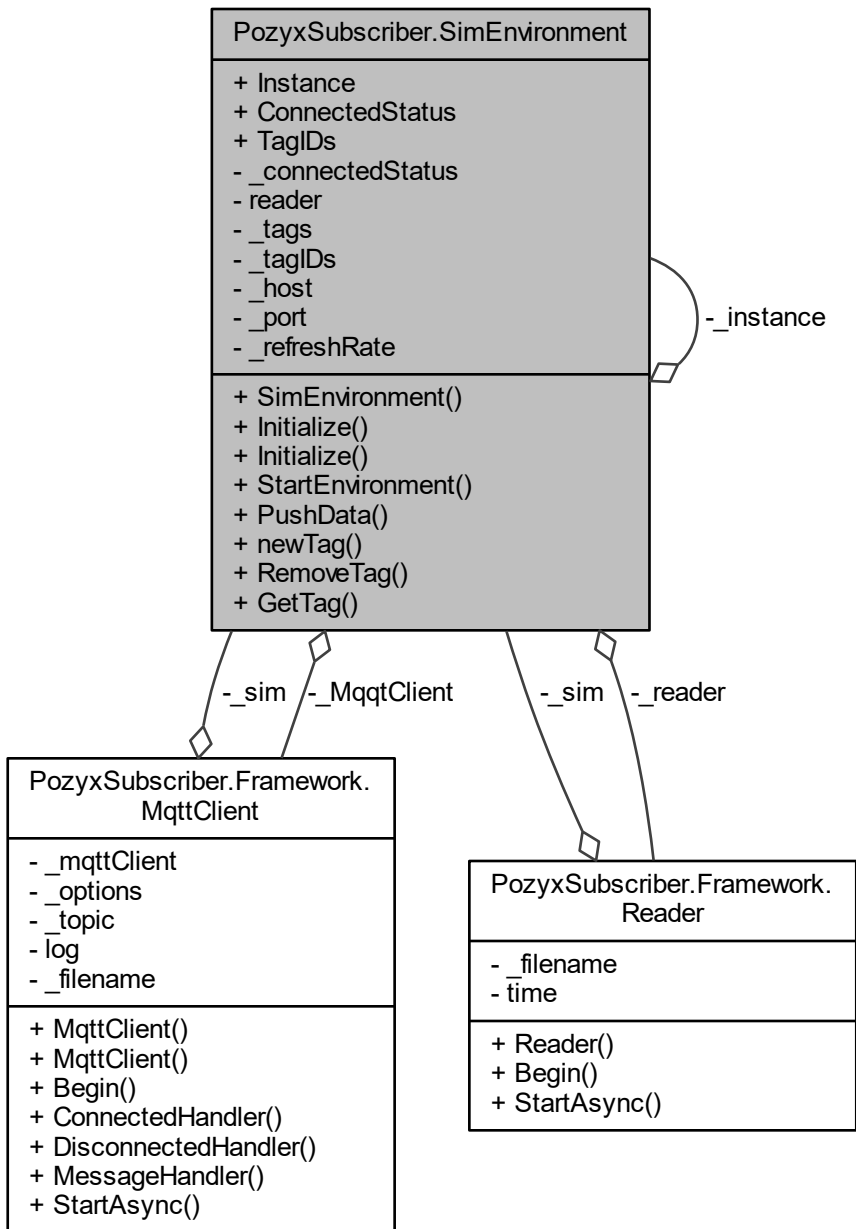 PozyxSubscriber.SimEnvironment
+ Instance
+ ConnectedStatus
+ TagIDs
- _connectedStatus
- reader
- _tags
- _tagIDs
- _host
- _port
- _refreshRate
-_instance
+ SimEnvironment()
+ Initialize()
+ Initialize()
+ StartEnvironment()
+ PushData()
+ newTag()
+ RemoveTag()
+ GetTag()
-_sim
-_MqqtClient
-_sim
-_reader
PozyxSubscriber.Framework.
MqttClient
- _mqttClient
- _options
- _topic
- log
- _filename
+ MqttClient()
+ MqttClient()
+ Begin()
+ ConnectedHandler()
+ DisconnectedHandler()
+ MessageHandler()
+ StartAsync()
PozyxSubscriber.Framework.
Reader
- _filename
- time
+ Reader()
+ Begin()
+ StartAsync()